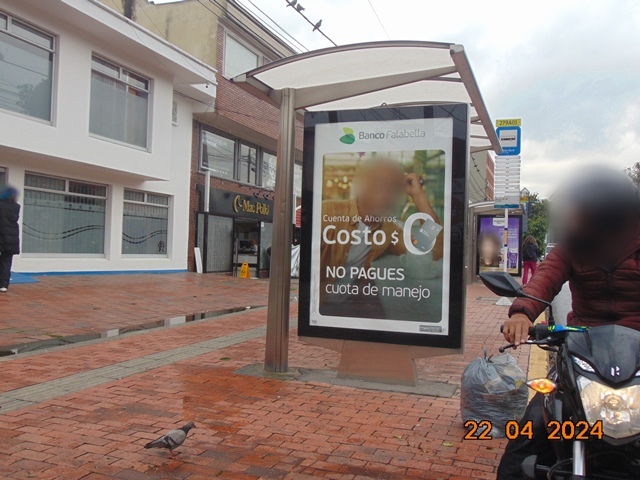 Banco Falabella
Cuenta de Ahorros
Costo $0
NO PAGUES
cuota de manejo
Mac Pollo
22 04 2024